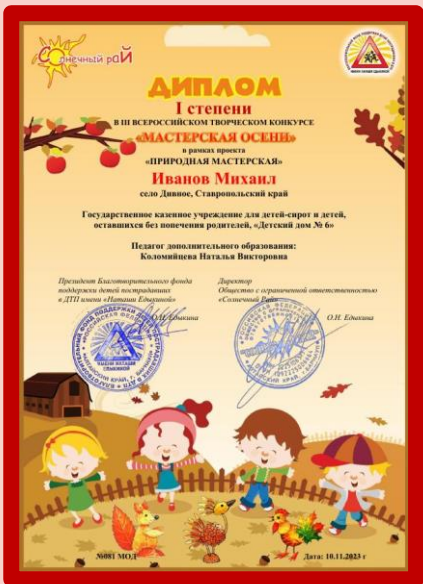 Солнечный раЙ
ДИПЛОМ
I степени
В III ВСЕРОССИЙСКОМ ТВОРЧЕСКОМ КОНКУРСЕ
«МАСТЕРСКАЯ ОСЕНИ»
в рамках проекта
«ПРИРОДНАЯ МАСТЕРСКАЯ»
Иванов Михаил
село Дивное, Ставропольский край
Государственное казенное учреждение для детей-сирот и детей,
оставшихся без попечения родителей, «Детский дом № 6»
Педагог дополнительного образования:
Коломийцева Наталья Викторовна
Президент Благотворительного фонда
поддержки детей пострадавших
в ДТП имени «Наташи Едыкиной»
О.Н. Едыкина
Директор
Общество с ограниченной ответственностью
«Солнечный Рай»
О.Н. Едыкина
ИМЕНИ НАТАШИ
ЕДЫКИНОЙ
№081 МОД
Дата: 10.11.2023 г